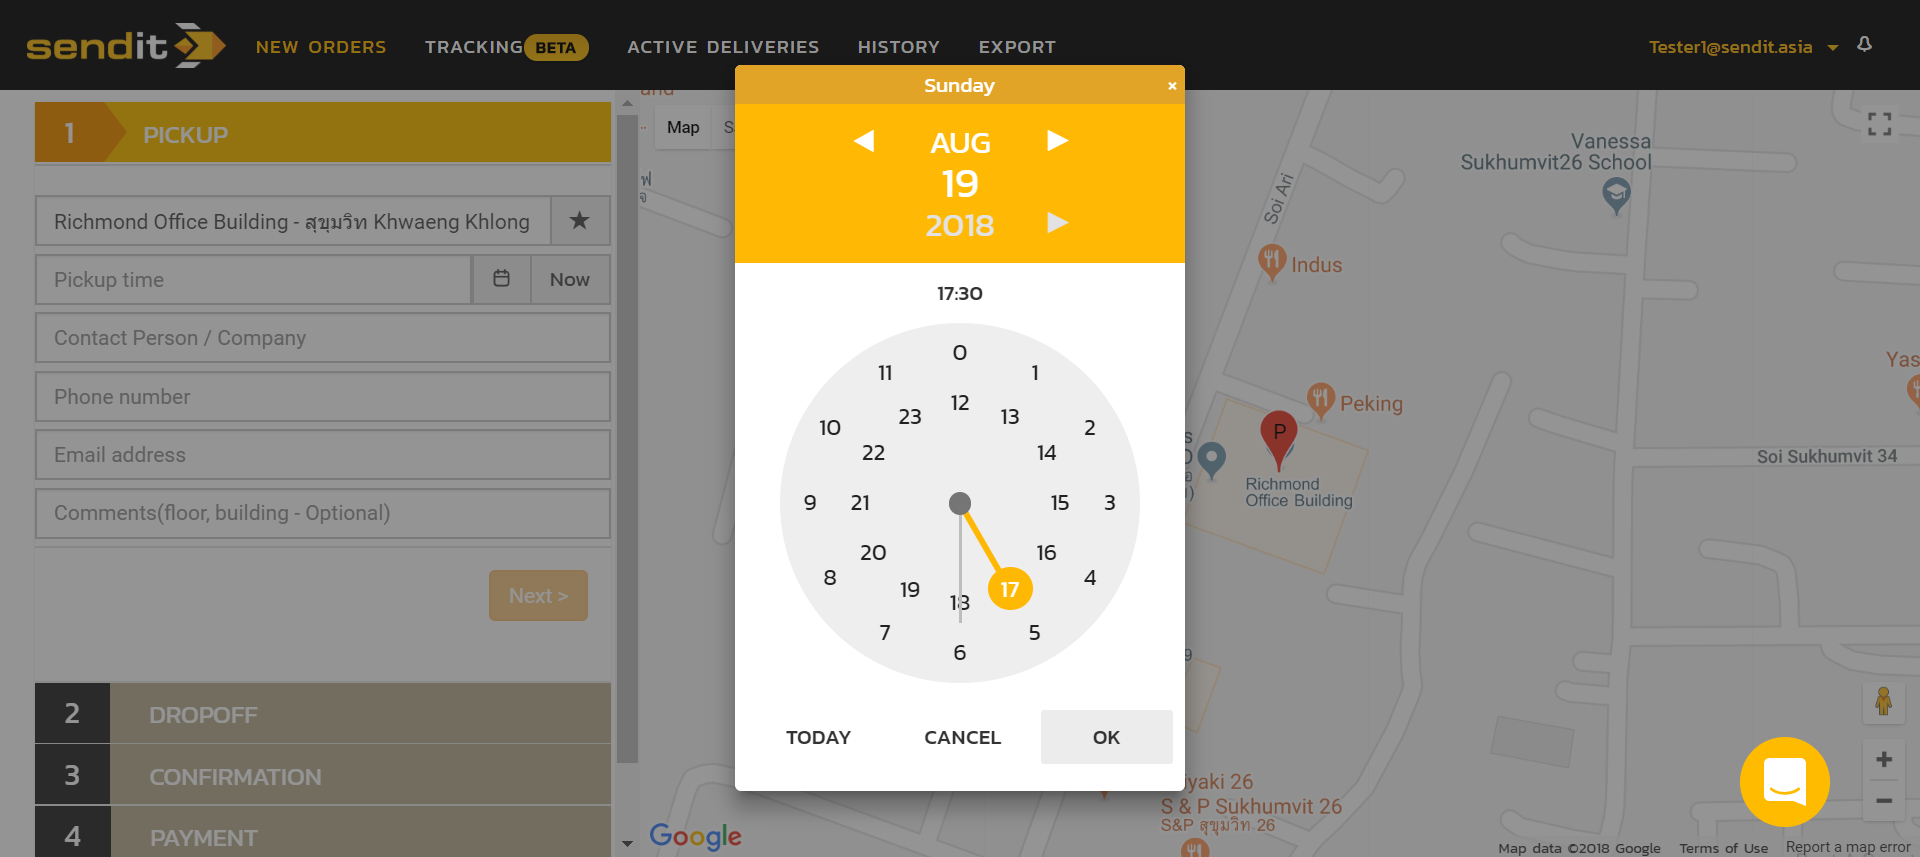 sendit
NEW ORDERS
TRACKING BETA
ACTIVE DELIVERIES
HISTORY
EXPORT
Tester1@sendit.asia
1 PICKUP
Richmond Office Building - สุขุมวิท Khwaeng Khlong
Pickup time
Now
Contact Person / Company
Phone number
Email address
Comments(floor, building - Optional)
Next >
2 DROPOFF
3 CONFIRMATION
4 PAYMENT
Sunday
×
AUG
19
2018
17:30
0
11
1
12
23
13
10
2
22
14
9
21
15
3
20
16
8
4
19
17
18
7
5
6
TODAY
CANCEL
OK
Map
Vanessa
Sukhumvit26 School
Soi Ari
Indus
Peking
P
Richmond
Office Building
Soi Sukhumvit 34
Yas
iyaki 26
S & P Sukhumvit 26
S&P สุขุมวิท 26
Google
Map data ©2018 Google
Terms of Use
Report a map error